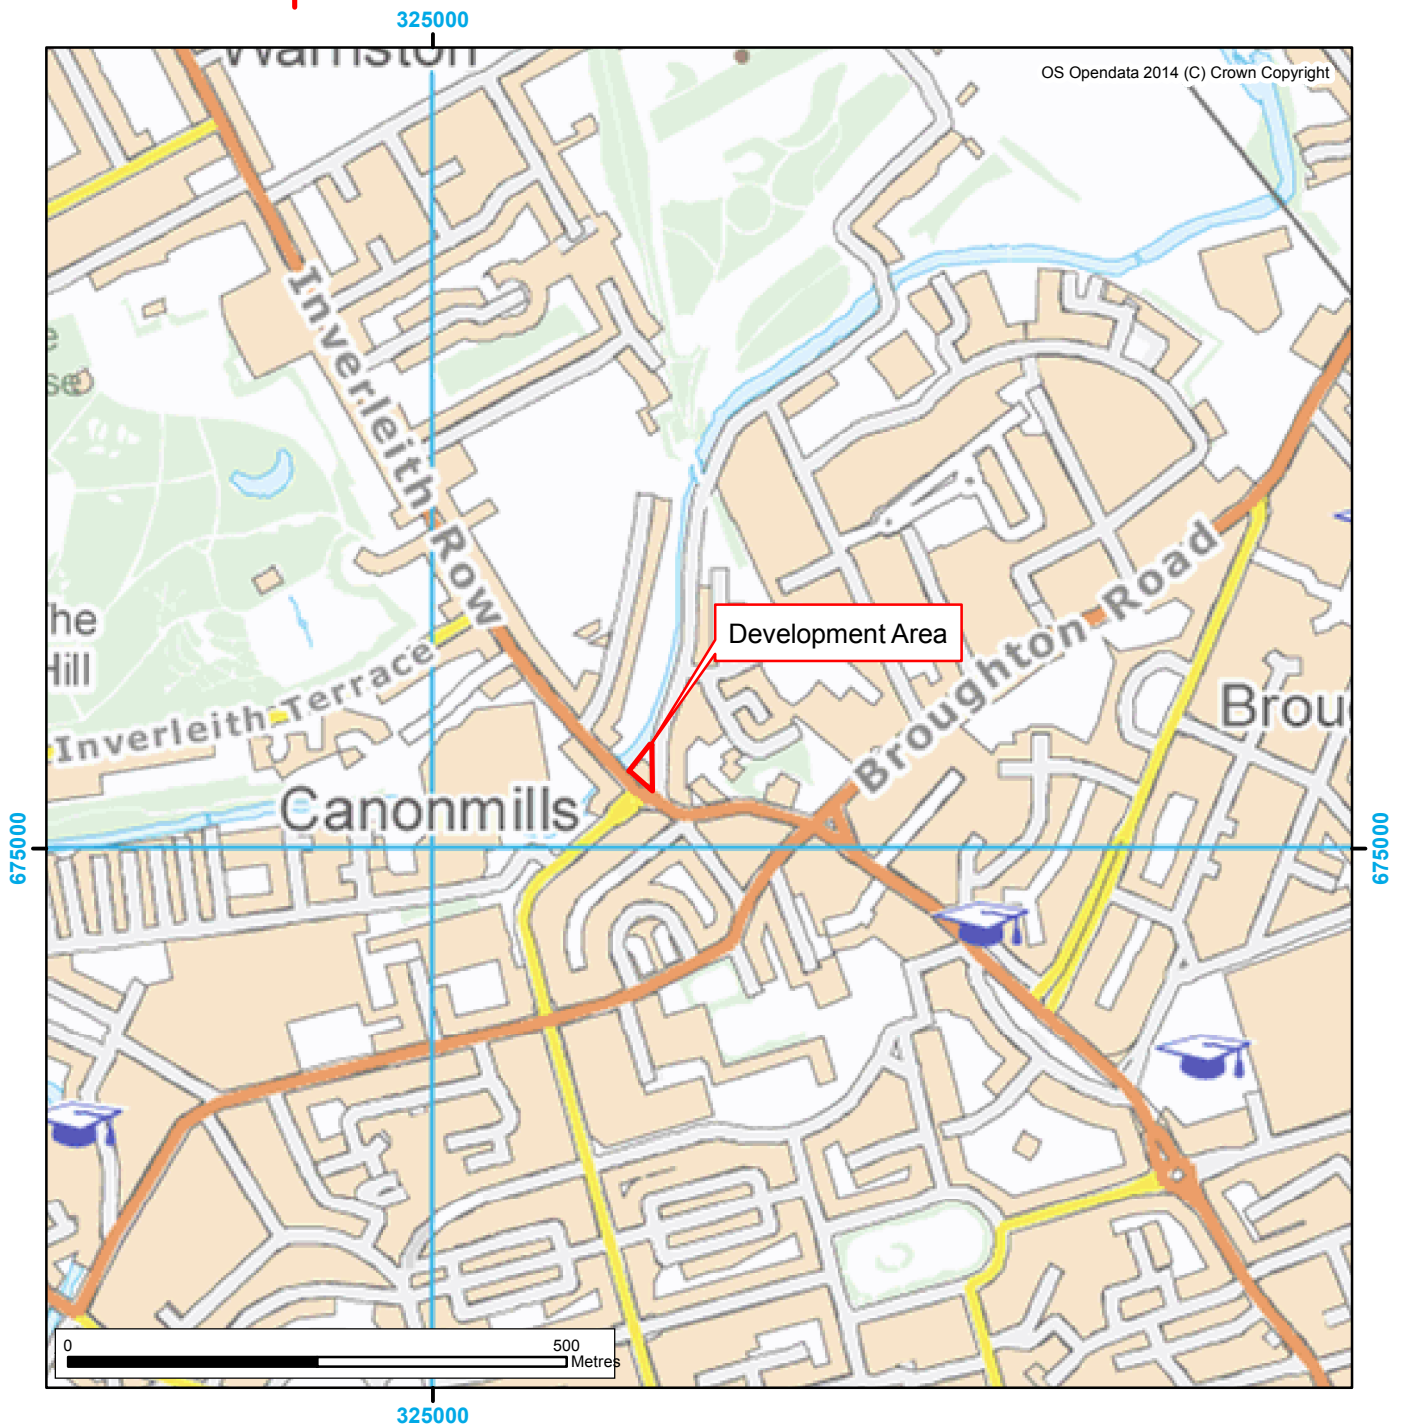 325000
Warriston
OS Opendata 2014 (C) Crown Copyright
Inverleith Row
Development Area
Broughton Road
Hill
Inverleith Terrace
Canonmills
Brou
675000
675000
0
500
Metres
325000